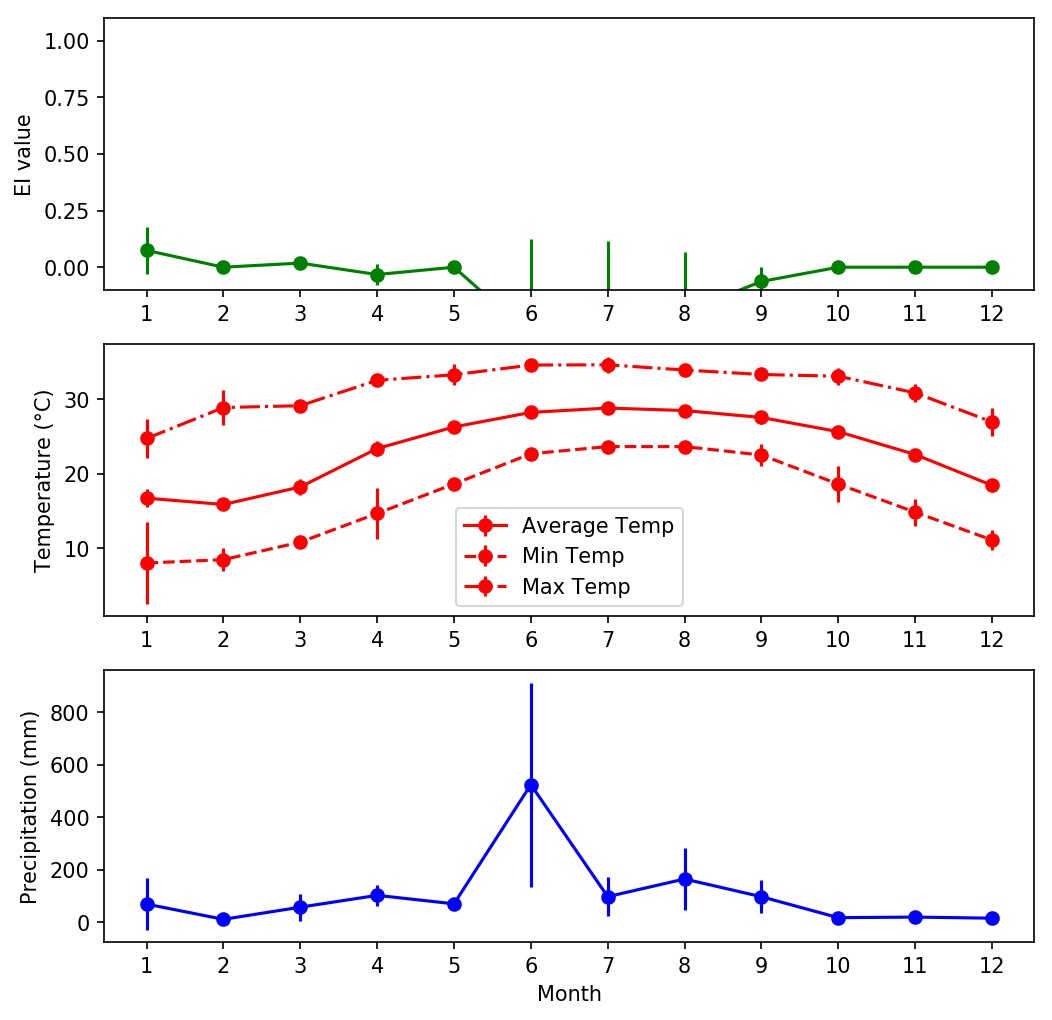 1.00
0.75
0.50
0.25
0.00
EI value
1 2 3 4 5 6 7 8 9 10 11 12
30
20
10
Temperature (°C)
Average Temp
Min Temp
Max Temp
1 2 3 4 5 6 7 8 9 10 11 12
800
600
400
200
0
Precipitation (mm)
1 2 3 4 5 6 7 8 9 10 11 12
Month